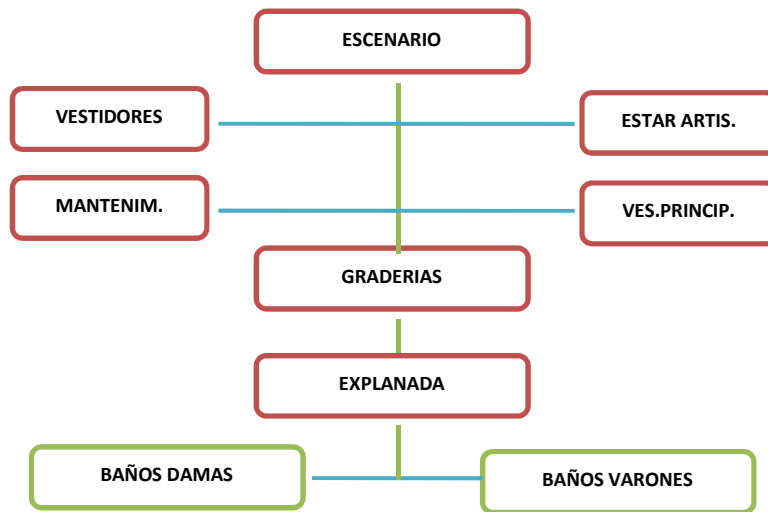 ESCENARIO
VESTIDORES
ESTAR ARTIS.
MANTENIM.
VES.PRINCIP.
GRADERIAS
EXPLANADA
BAÑOS DAMAS
BAÑOS VARONES